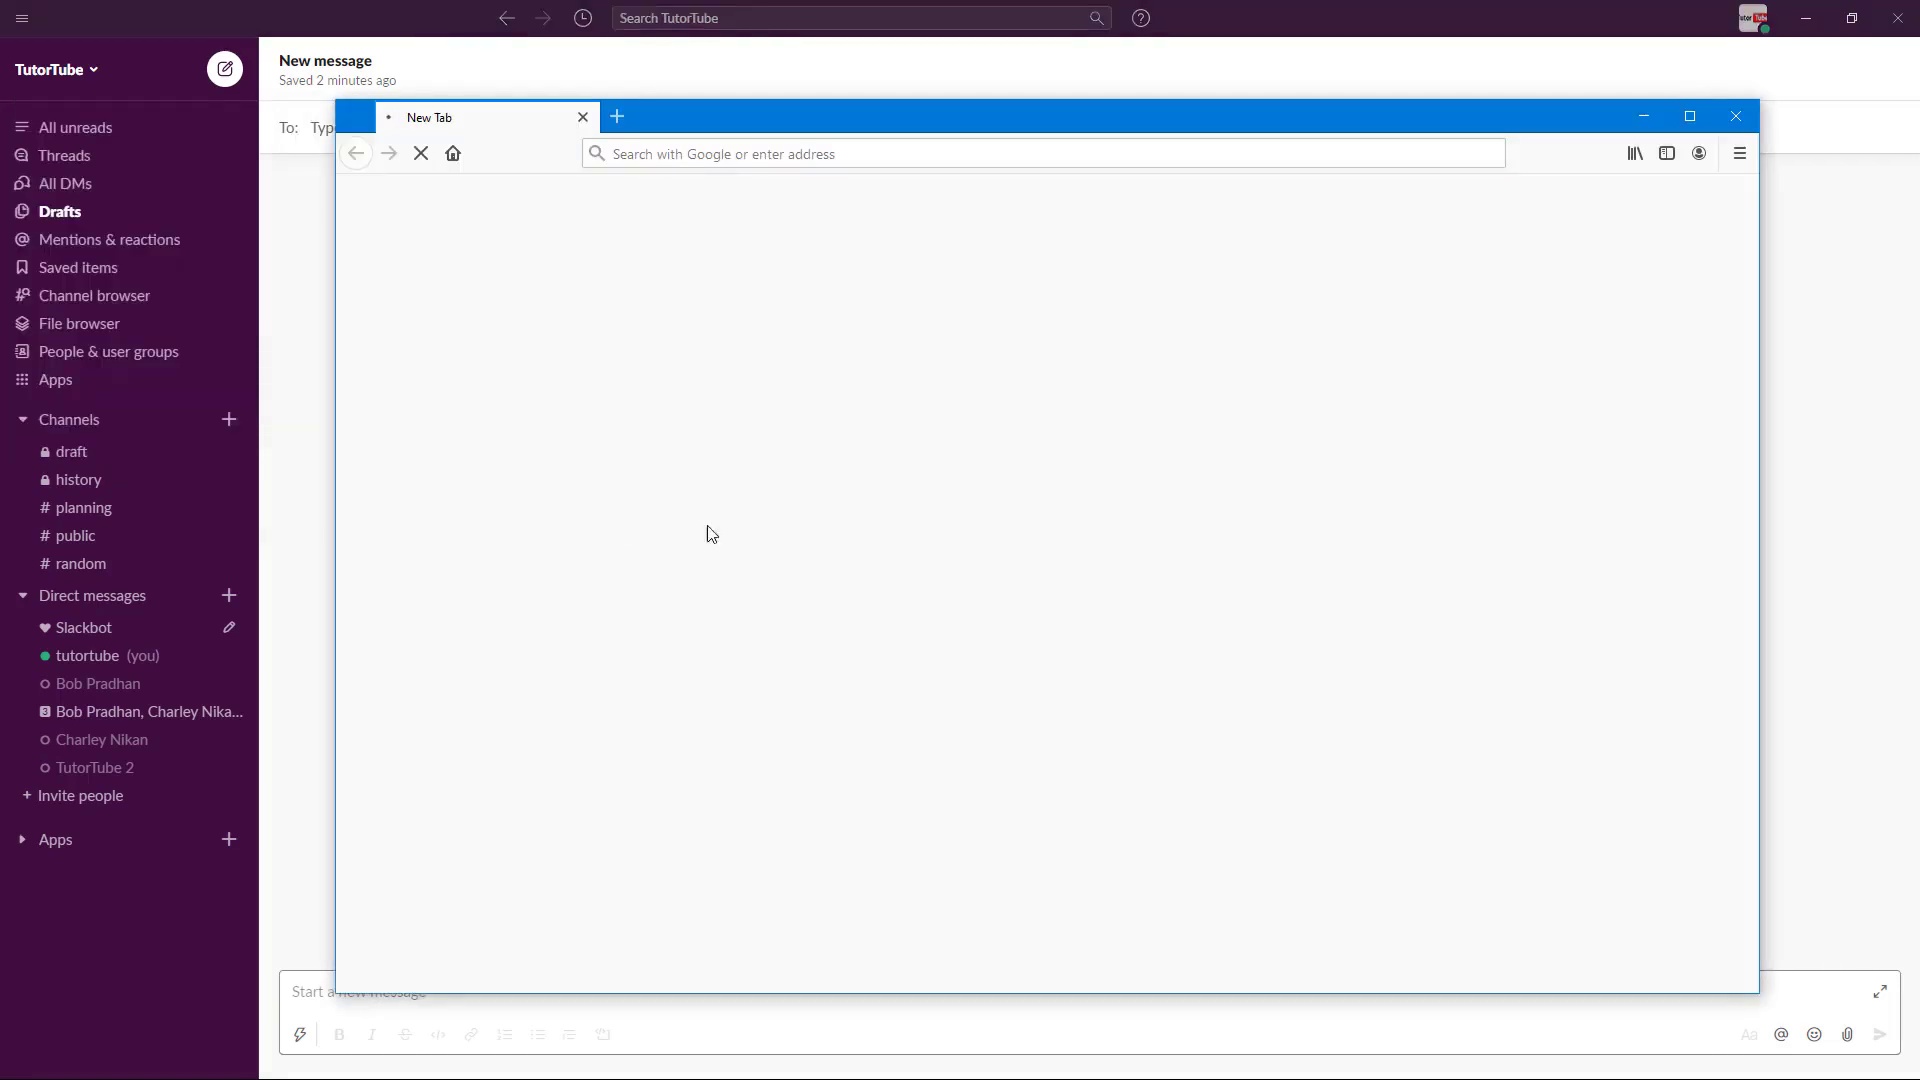 Search TutorTube
TutorTube
New message
Saved 2 minutes ago
To: Typ
New Tab
Search with Google or enter address
All unreads
Threads
All DMs
Drafts
Mentions & reactions
Saved items
Channel browser
File browser
People & user groups
Apps
Channels
draft
history
# planning
# public
# random
Direct messages
Slackbot
tutortube (you)
Bob Pradhan
3 Bob Pradhan, Charley Nika...
Charley Nikan
TutorTube 2
+ Invite people
Apps
Start a new message
Aa